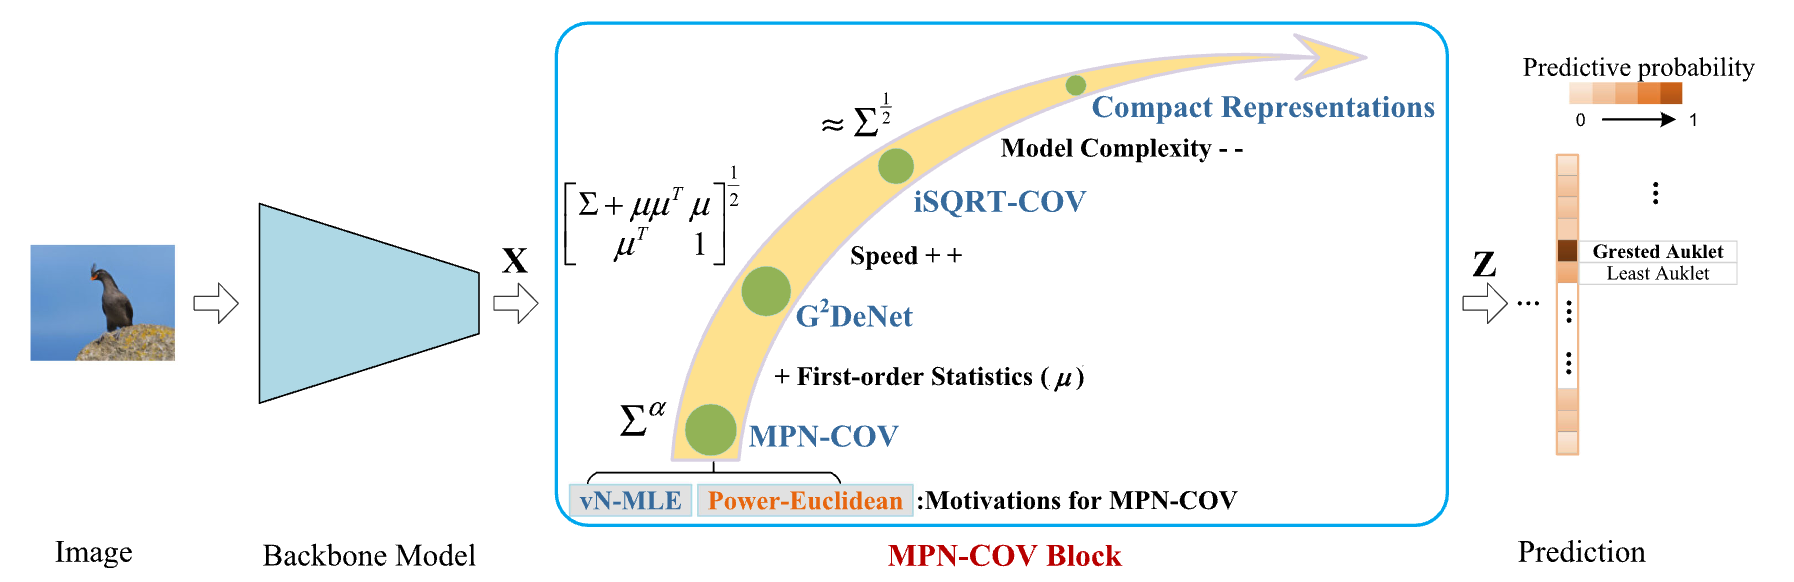 Predictive probability
0 1
Compact Representations
≈ Σ^{1/2}
Model Complexity - -
[Σ + μμ^T μ
μ^T 1]^{1/2}
iSQRT-COV
X
Speed + +
Z
...
Grested Auklet
Least Auklet
G²DeNet
+ First-order Statistics (μ)
Σ^α
MPN-COV
vN-MLE Power-Euclidean :Motivations for MPN-COV
Image
Backbone Model
MPN-COV Block
Prediction